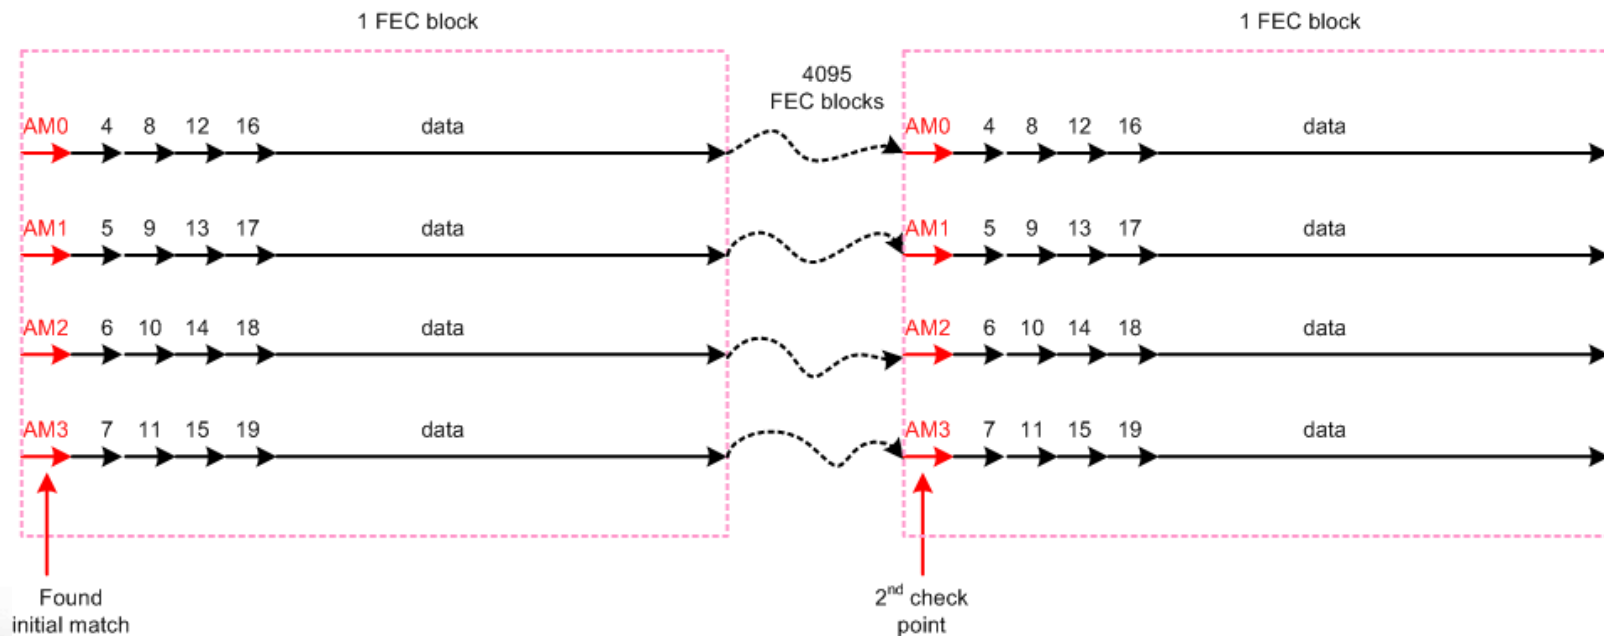 1 FEC block
1 FEC block
4095
FEC blocks
AM0 4 8 12 16 data
AM0 4 8 12 16 data
AM1 5 9 13 17 data
AM1 5 9 13 17 data
AM2 6 10 14 18 data
AM2 6 10 14 18 data
AM3 7 11 15 19 data
AM3 7 11 15 19 data
Found
initial match
2nd check
point